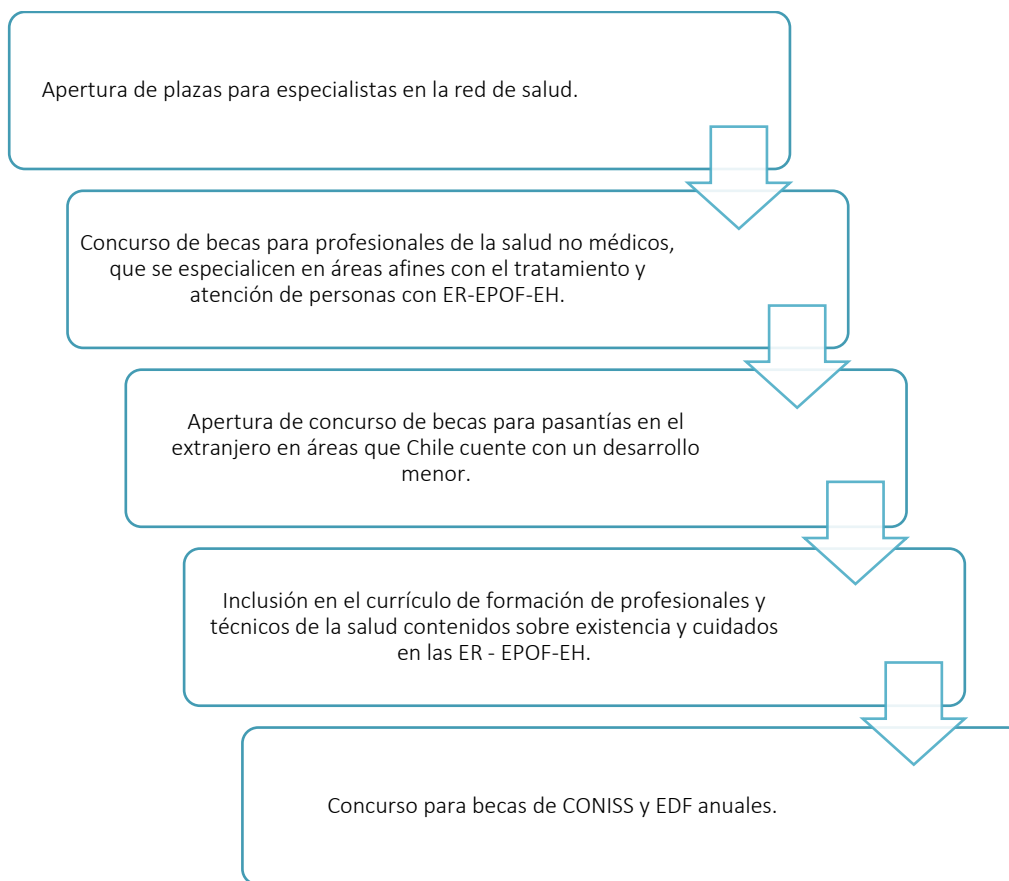 Apertura de plazas para especialistas en la red de salud.
Concurso de becas para profesionales de la salud no médicos,
que se especialicen en áreas afines con el tratamiento y
atención de personas con ER-EPOF-EH.
Apertura de concurso de becas para pasantías en el
extranjero en áreas que Chile cuente con un desarrollo
menor.
Inclusión en el currículo de formación de profesionales y
técnicos de la salud contenidos sobre existencia y cuidados
en las ER - EPOF-EH.
Concurso para becas de CONISS y EDF anuales.